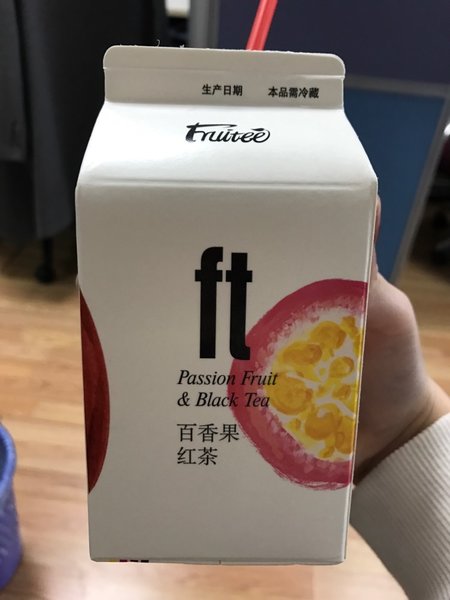 生产日期 本品需冷藏
Fruitee
ft
Passion Fruit
& Black Tea
百香果
红茶